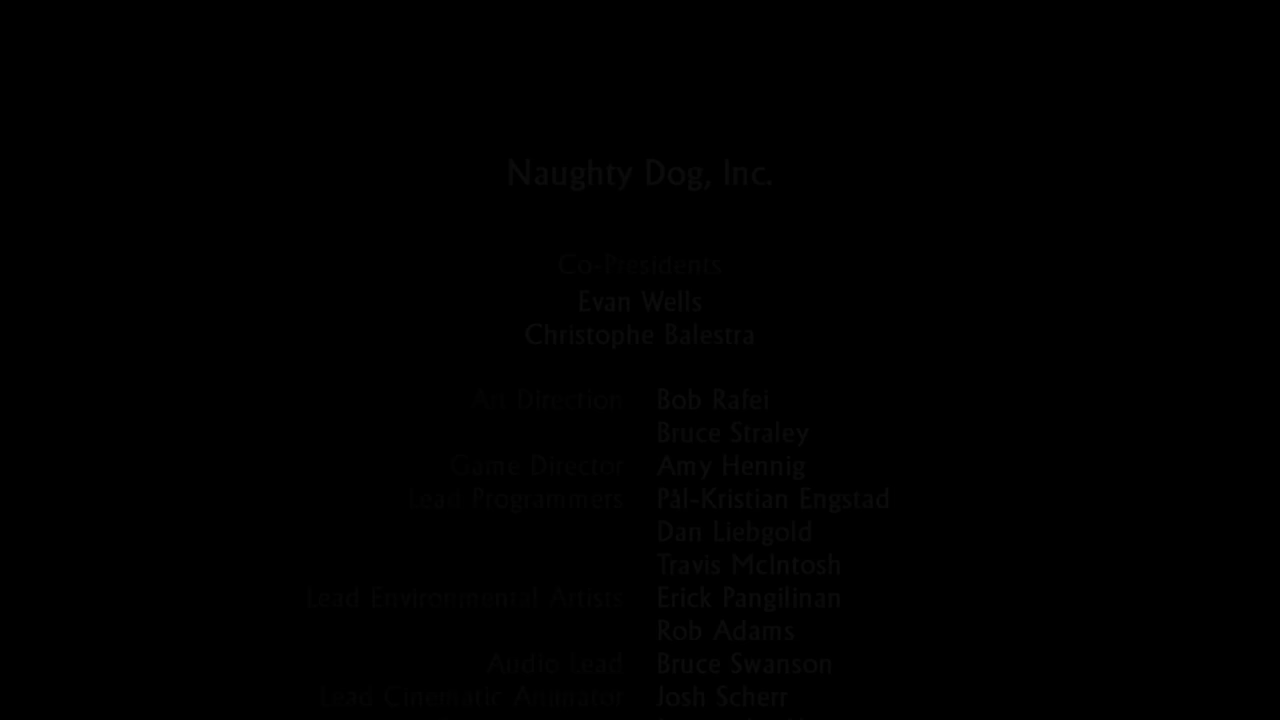 Naughty Dog, Inc.
Co-Presidents
Evan Wells
Christophe Balestra
Art Direction Bob Rafei
Bruce Straley
Game Director Amy Hennig
Lead Programmers Pål-Kristian Engstad
Dan Liebgold
Travis McIntosh
Lead Environmental Artists Erick Pangilinan
Rob Adams
Audio Lead Bruce Swanson
Lead Cinematic Animator Josh Scherr